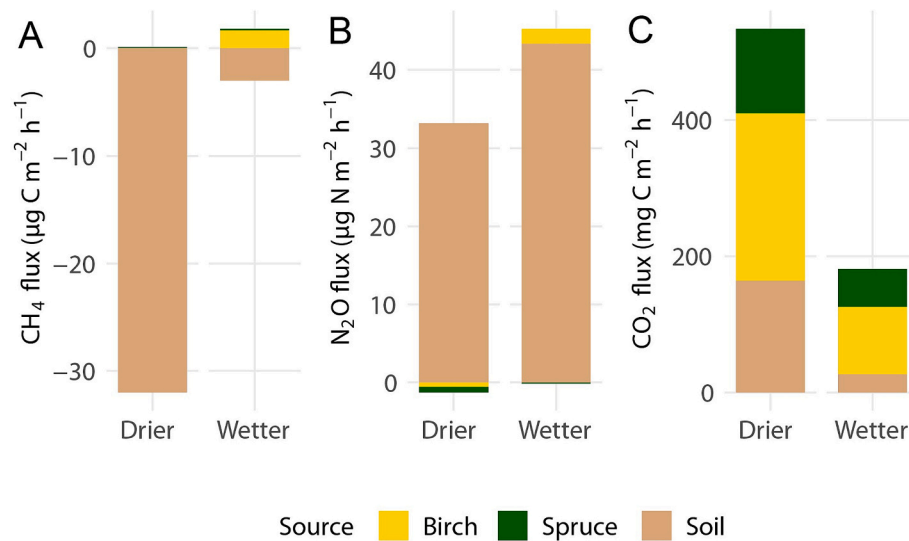 A
CH₄ flux (µg C m⁻² h⁻¹)
0
−10
−20
−30
Drier
Wetter
B
N₂O flux (µg N m⁻² h⁻¹)
40
30
20
10
0
Drier
Wetter
C
CO₂ flux (mg C m⁻² h⁻¹)
400
200
0
Drier
Wetter
Source Birch Spruce Soil